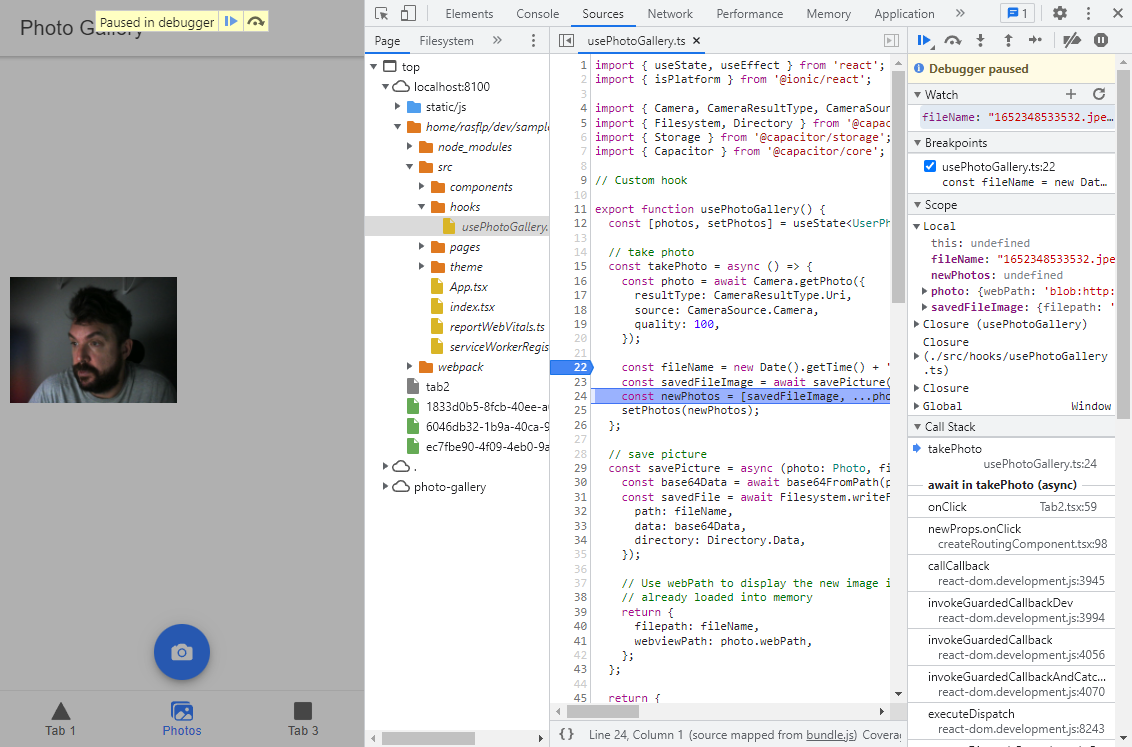 Photo Gallery
Paused in debugger
Elements Console Sources Network Performance Memory Application » 1
Page Filesystem »
top
localhost:8100
static/js
home/rasflp/dev/sampl
node_modules
src
components
hooks
usePhotoGallery.
pages
theme
App.tsx
index.tsx
reportWebVitals.ts
serviceWorkerRegis
webpack
tab2
1833d0b5-8fcb-40ee-a
6046db32-1b9a-40ca-9
ec7fbe90-4f09-4eb0-9a
.
photo-gallery
usePhotoGallery.ts ×
1 import { useState, useEffect } from 'react';
2 import { isPlatform } from '@ionic/react';
3
4 import { Camera, CameraResultType, CameraSour
5 import { Filesystem, Directory } from '@capac
6 import { Storage } from '@capacitor/storage';
7 import { Capacitor } from '@capacitor/core';
8
9 // Custom hook
10
11 export function usePhotoGallery() {
12 const [photos, setPhotos] = useState<UserPh
13
14 // take photo
15 const takePhoto = async () => {
16 const photo = await Camera.getPhoto({
17 resultType: CameraResultType.Uri,
18 source: CameraSource.Camera,
19 quality: 100,
20 });
21
22 const fileName = new Date().getTime() + '
23 const savedFileImage = await savePicture(
24 const newPhotos = [savedFileImage, ...pho
25 setPhotos(newPhotos);
26 };
27
28 // save picture
29 const savePicture = async (photo: Photo, fi
30 const base64Data = await base64FromPath(p
31 const savedFile = await Filesystem.writeF
32 path: fileName,
33 data: base64Data,
34 directory: Directory.Data,
35 });
36
37 // Use webPath to display the new image i
38 // already loaded into memory
39 return {
40 filepath: fileName,
41 webviewPath: photo.webPath,
42 };
43 };
44
45 return {
{} Line 24, Column 1 (source mapped from bundle.js) Covera
Debugger paused
Watch
fileName: "1652348533532.jpe…
Breakpoints
usePhotoGallery.ts:22
const fileName = new Dat…
Scope
Local
this: undefined
fileName: "1652348533532.jpe
newPhotos: undefined
photo: {webPath: 'blob:http:
savedFileImage: {filepath: '
Closure (usePhotoGallery)
Closure
(./src/hooks/usePhotoGallery
.ts)
Closure
Global Window
Call Stack
takePhoto
usePhotoGallery.ts:24
await in takePhoto (async)
onClick Tab2.tsx:59
newProps.onClick
createRoutingComponent.tsx:98
callCallback
react-dom.development.js:3945
invokeGuardedCallbackDev
react-dom.development.js:3994
invokeGuardedCallback
react-dom.development.js:4056
invokeGuardedCallbackAndCatc…
react-dom.development.js:4070
executeDispatch
react-dom.development.js:8243
Tab 1
Photos
Tab 3